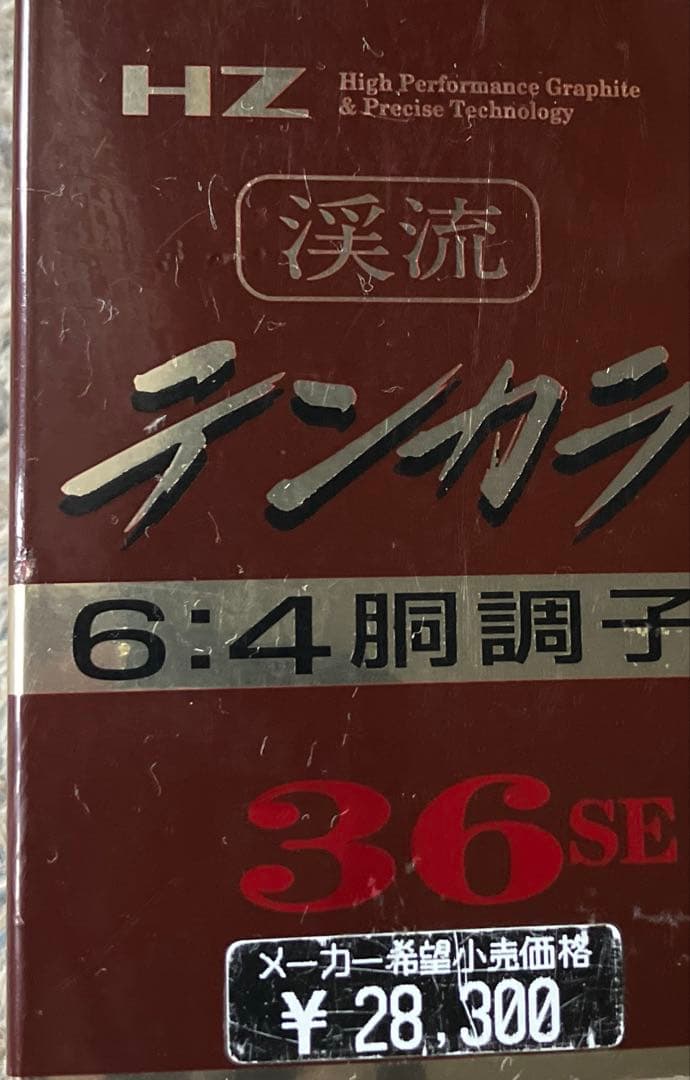 HZ High Performance Graphite
& Precise Technology
渓流
テンカラ
6:4胴調子
36SE
メーカー希望小売価格
¥28,300